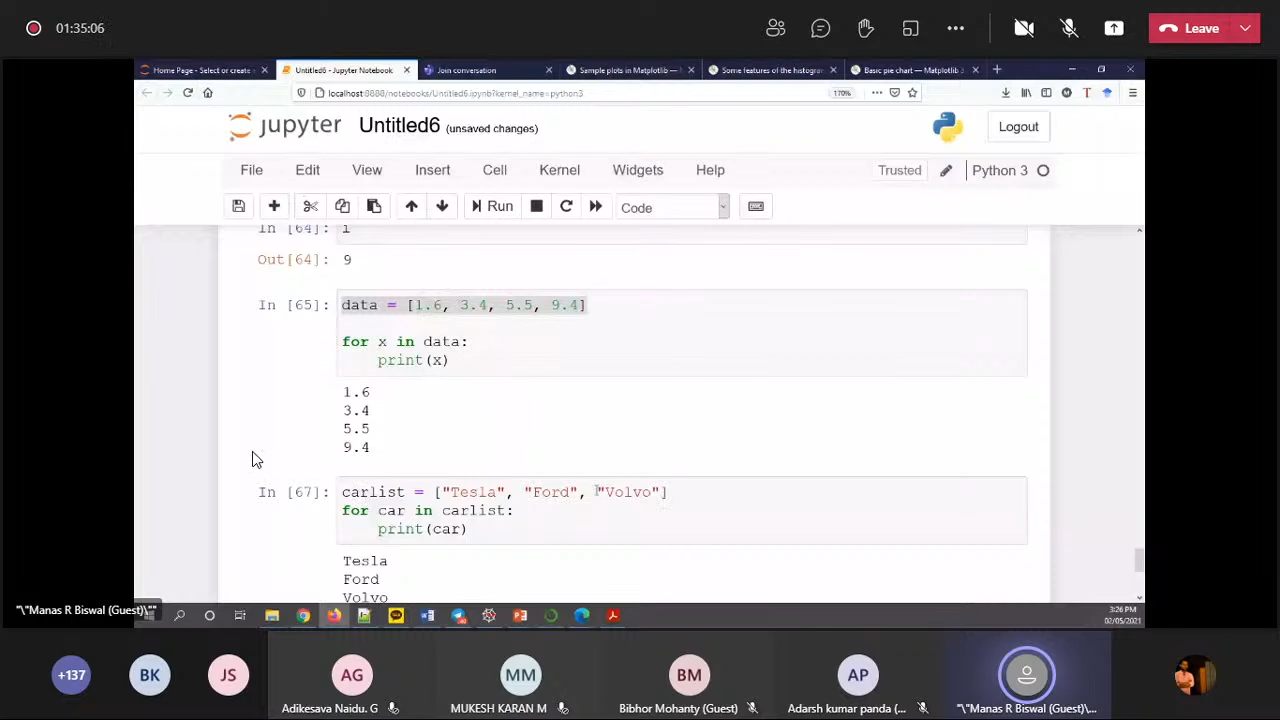 01:35:06
Leave
Home Page - Select or create
Untitled6 - Jupyter Notebook
Join conversation
Sample plots in Matplotlib —
Some features of the histogra
Basic pie chart — Matplotlib 3
localhost:8888/notebooks/Untitled6.ipynb?kernel_name=python3
170%
jupyter Untitled6 (unsaved changes)
Logout
File Edit View Insert Cell Kernel Widgets Help
Trusted
Python 3
Run
Code
In [64]:
Out[64]: 9
In [65]: data = [1.6, 3.4, 5.5, 9.4]
for x in data:
print(x)
1.6
3.4
5.5
9.4
In [67]: carlist = ["Tesla", "Ford", "Volvo"]
for car in carlist:
print(car)
Tesla
Ford
Volvo
"\"Manas R Biswal (Guest)\""
3:26 PM
02/05/2021
+137
BK
JS
AG
MM
BM
AP
Adikesava Naidu. G
MUKESH KARAN M
Bibhor Mohanty (Guest)
Adarsh kumar panda (...
"\"Manas R Biswal (Guest)\...